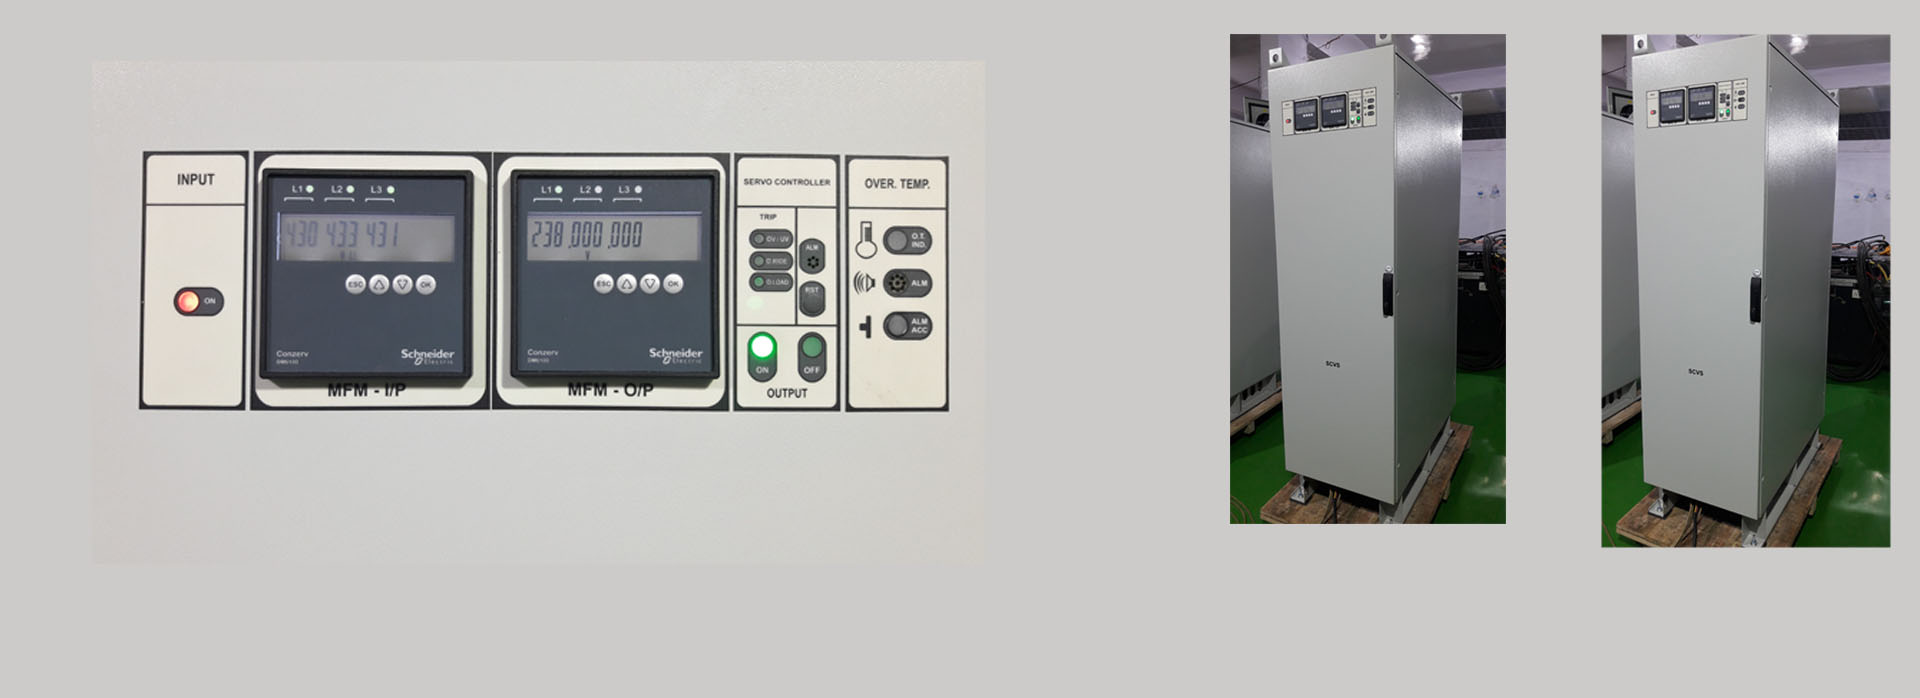 INPUT
ON
L1 L2 L3
430 433 431
ESC OK
Conzerv
Schneider
Electric
MFM - I/P
L1 L2 L3
238,000,000
V
ESC OK
Conzerv
Schneider
Electric
MFM - O/P
SERVO CONTROLLER
TRIP
OV / UV
O.LOAD
ALM
RST
ON OFF
OUTPUT
OVER. TEMP.
O.T.
IND.
ALM
ALM
ACC
SCVS
SCVS